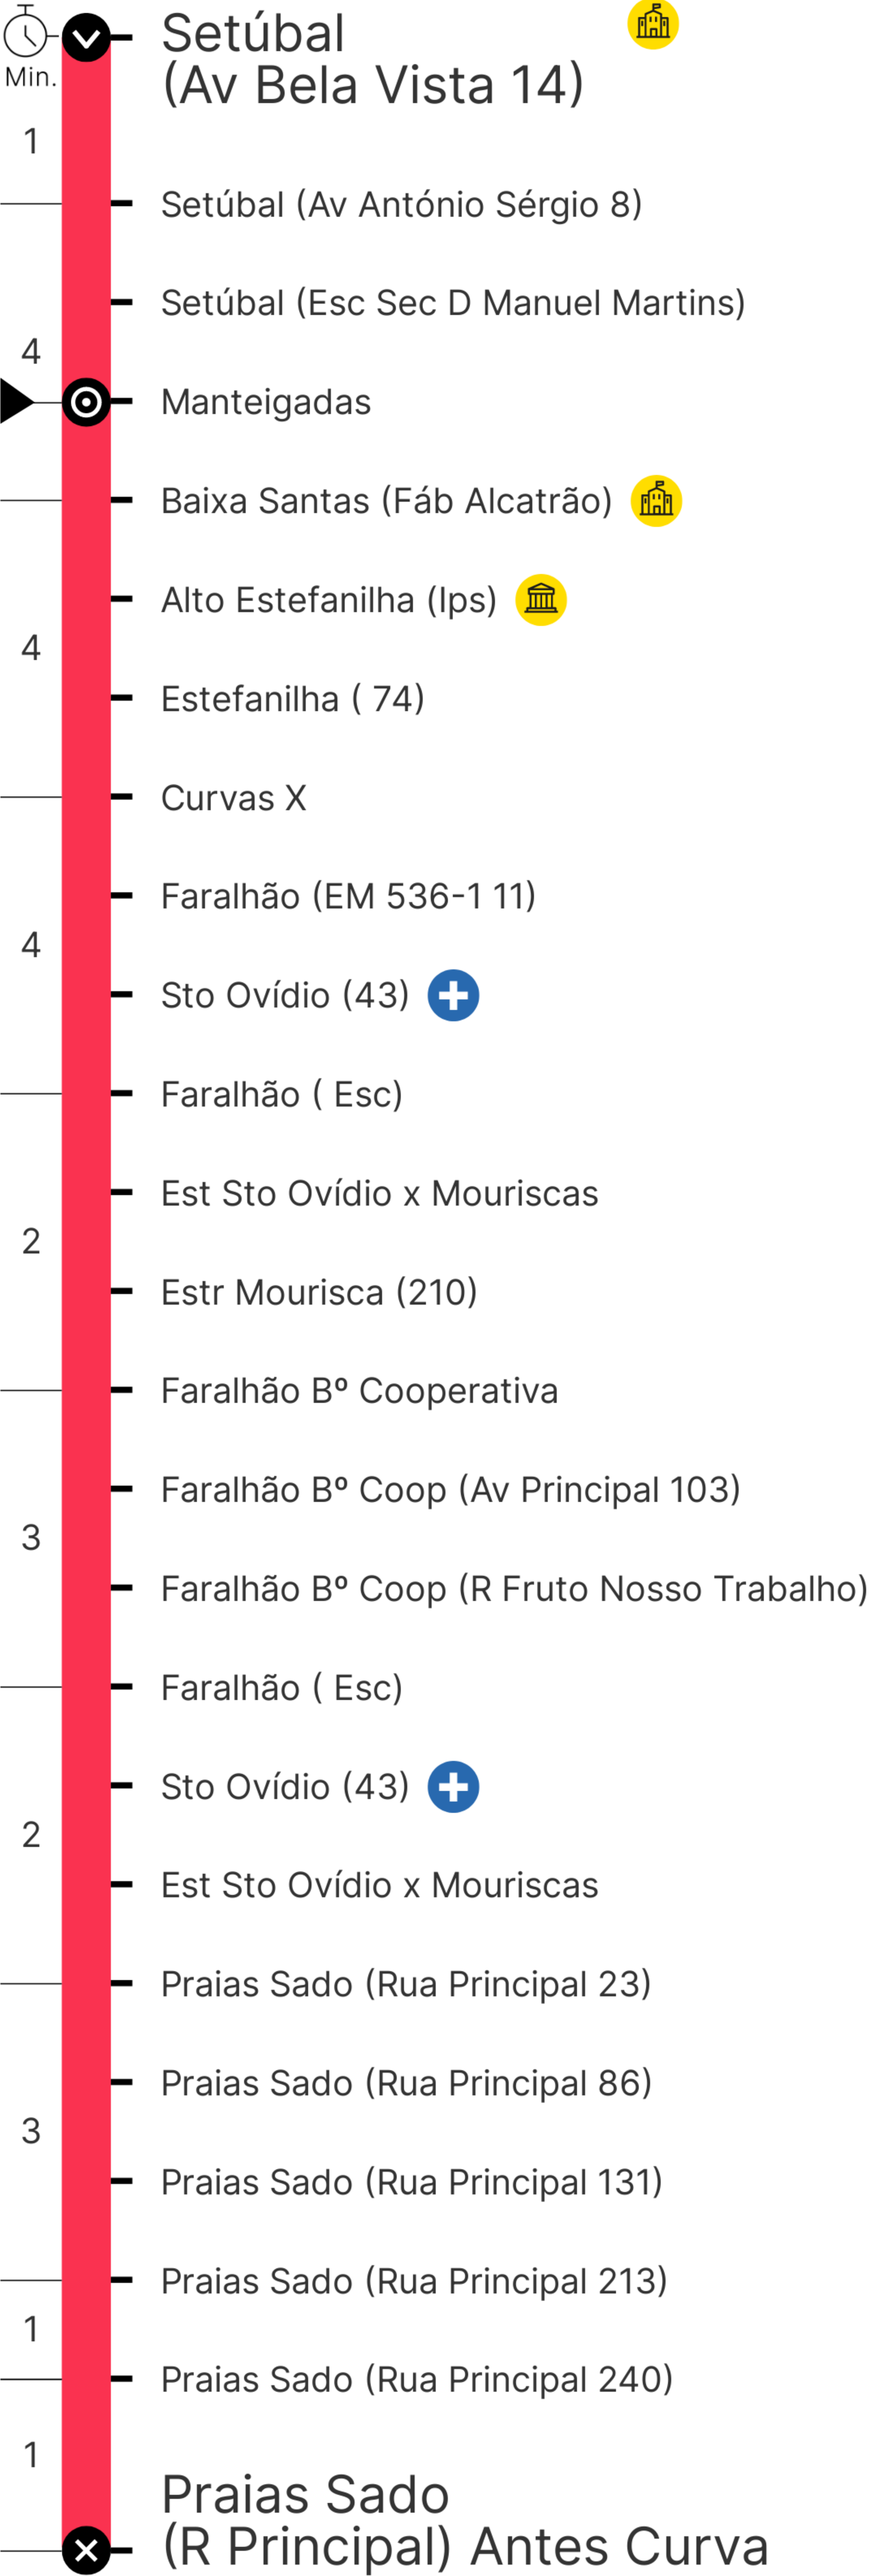 Setúbal
(Av Bela Vista 14)
Min.
1
Setúbal (Av António Sérgio 8)
Setúbal (Esc Sec D Manuel Martins)
4
Manteigadas
Baixa Santas (Fáb Alcatrão)
Alto Estefanilha (Ips)
4
Estefanilha ( 74)
Curvas X
Faralhão (EM 536-1 11)
4
Sto Ovídio (43)
Faralhão ( Esc)
Est Sto Ovídio x Mouriscas
2
Estr Mourisca (210)
Faralhão Bº Cooperativa
Faralhão Bº Coop (Av Principal 103)
3
Faralhão Bº Coop (R Fruto Nosso Trabalho)
Faralhão ( Esc)
Sto Ovídio (43)
2
Est Sto Ovídio x Mouriscas
Praias Sado (Rua Principal 23)
Praias Sado (Rua Principal 86)
3
Praias Sado (Rua Principal 131)
Praias Sado (Rua Principal 213)
1
Praias Sado (Rua Principal 240)
1
Praias Sado
(R Principal) Antes Curva